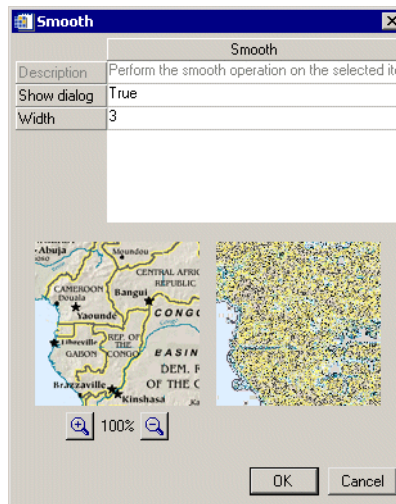 Smooth
Smooth
Description Perform the smooth operation on the selected it
Show dialog True
Width 3
Abuja
Moundou
CENTRAL AFRIC
REPUBLIC
CAMEROON
Douala
Bangui
Yaounde
CONGO
Libreville
REP. OF
THE
CONGO
GABON
BASIN
DEM. R
OF THE C
Brazzaville
Kinshasa
100%
OK Cancel